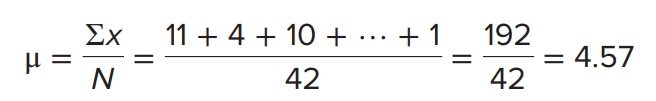 μ = Σx/N = 11 + 4 + 10 + ⋯ + 1/42 = 192/42 = 4.57